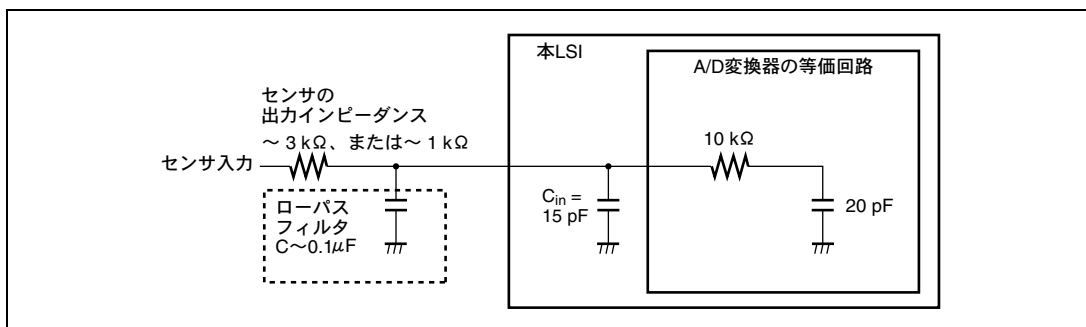 本LSI
A/D変換器の等価回路
センサの
出力インピーダンス
～ 3 kΩ、または～ 1 kΩ
10 kΩ
センサ入力
ローパス
フィルタ
C～0.1μF
Cin =
15 pF
20 pF